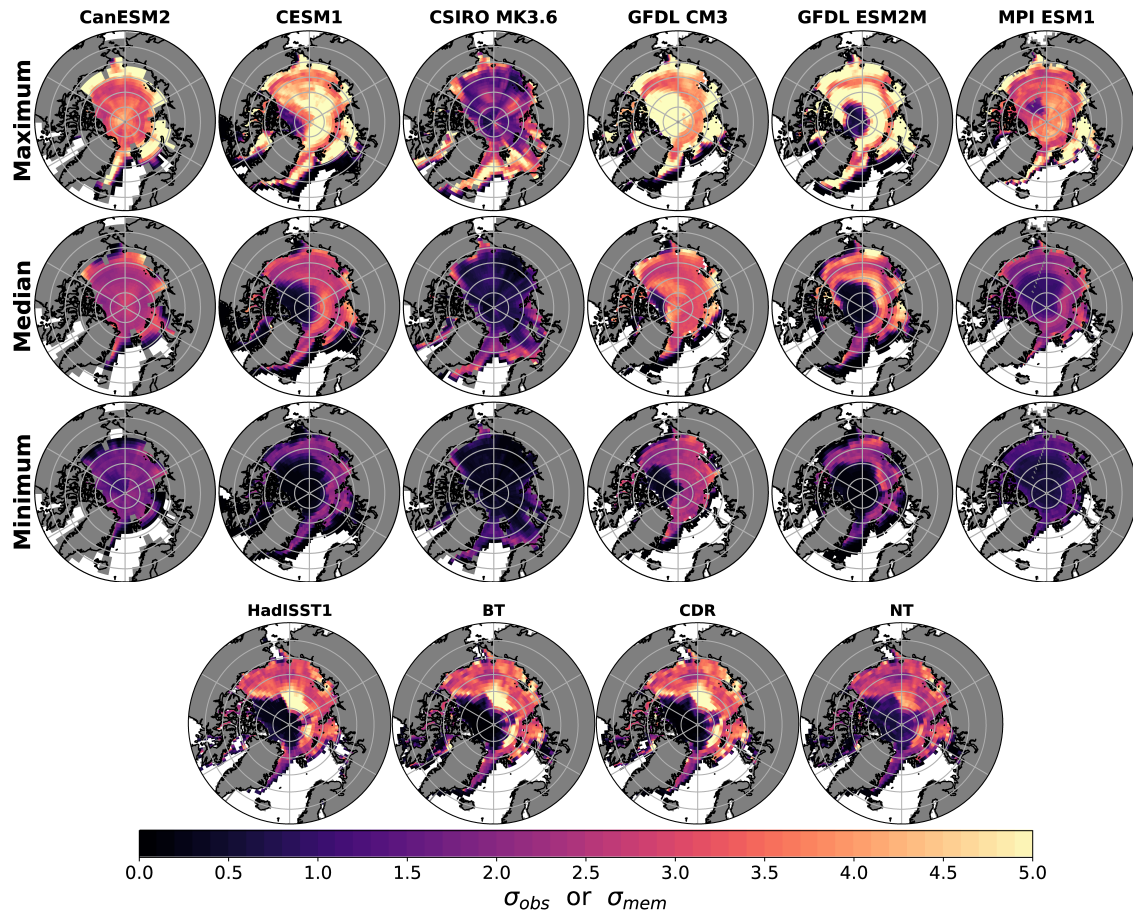 CanESM2 CESM1 CSIRO MK3.6 GFDL CM3 GFDL ESM2M MPI ESM1
Maximum
Median
Minimum
HadISST1 BT CDR NT
0.0 0.5 1.0 1.5 2.0 2.5 3.0 3.5 4.0 4.5 5.0
σobs or σmem